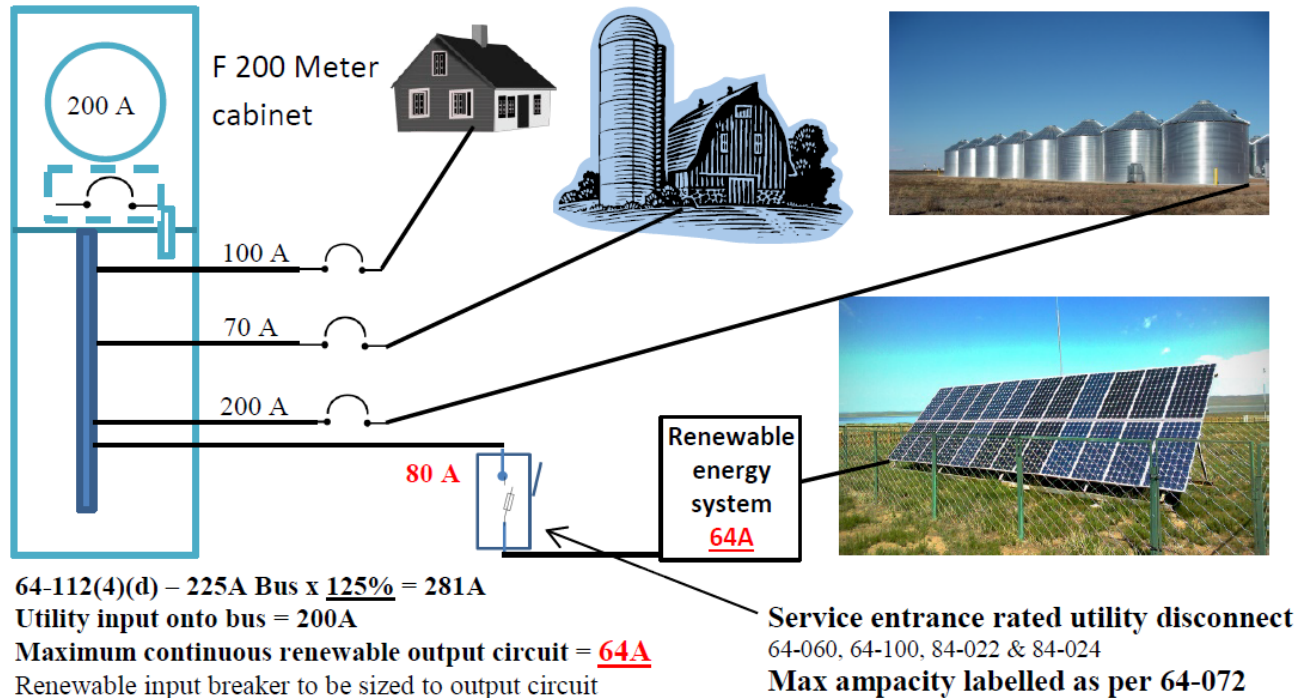 200 A
F 200 Meter
cabinet
100 A
70 A
200 A
80 A
Renewable
energy
system
64A
64-112(4)(d) – 225A Bus x 125% = 281A
Utility input onto bus = 200A
Maximum continuous renewable output circuit = 64A
Renewable input breaker to be sized to output circuit
Service entrance rated utility disconnect
64-060, 64-100, 84-022 & 84-024
Max ampacity labelled as per 64-072